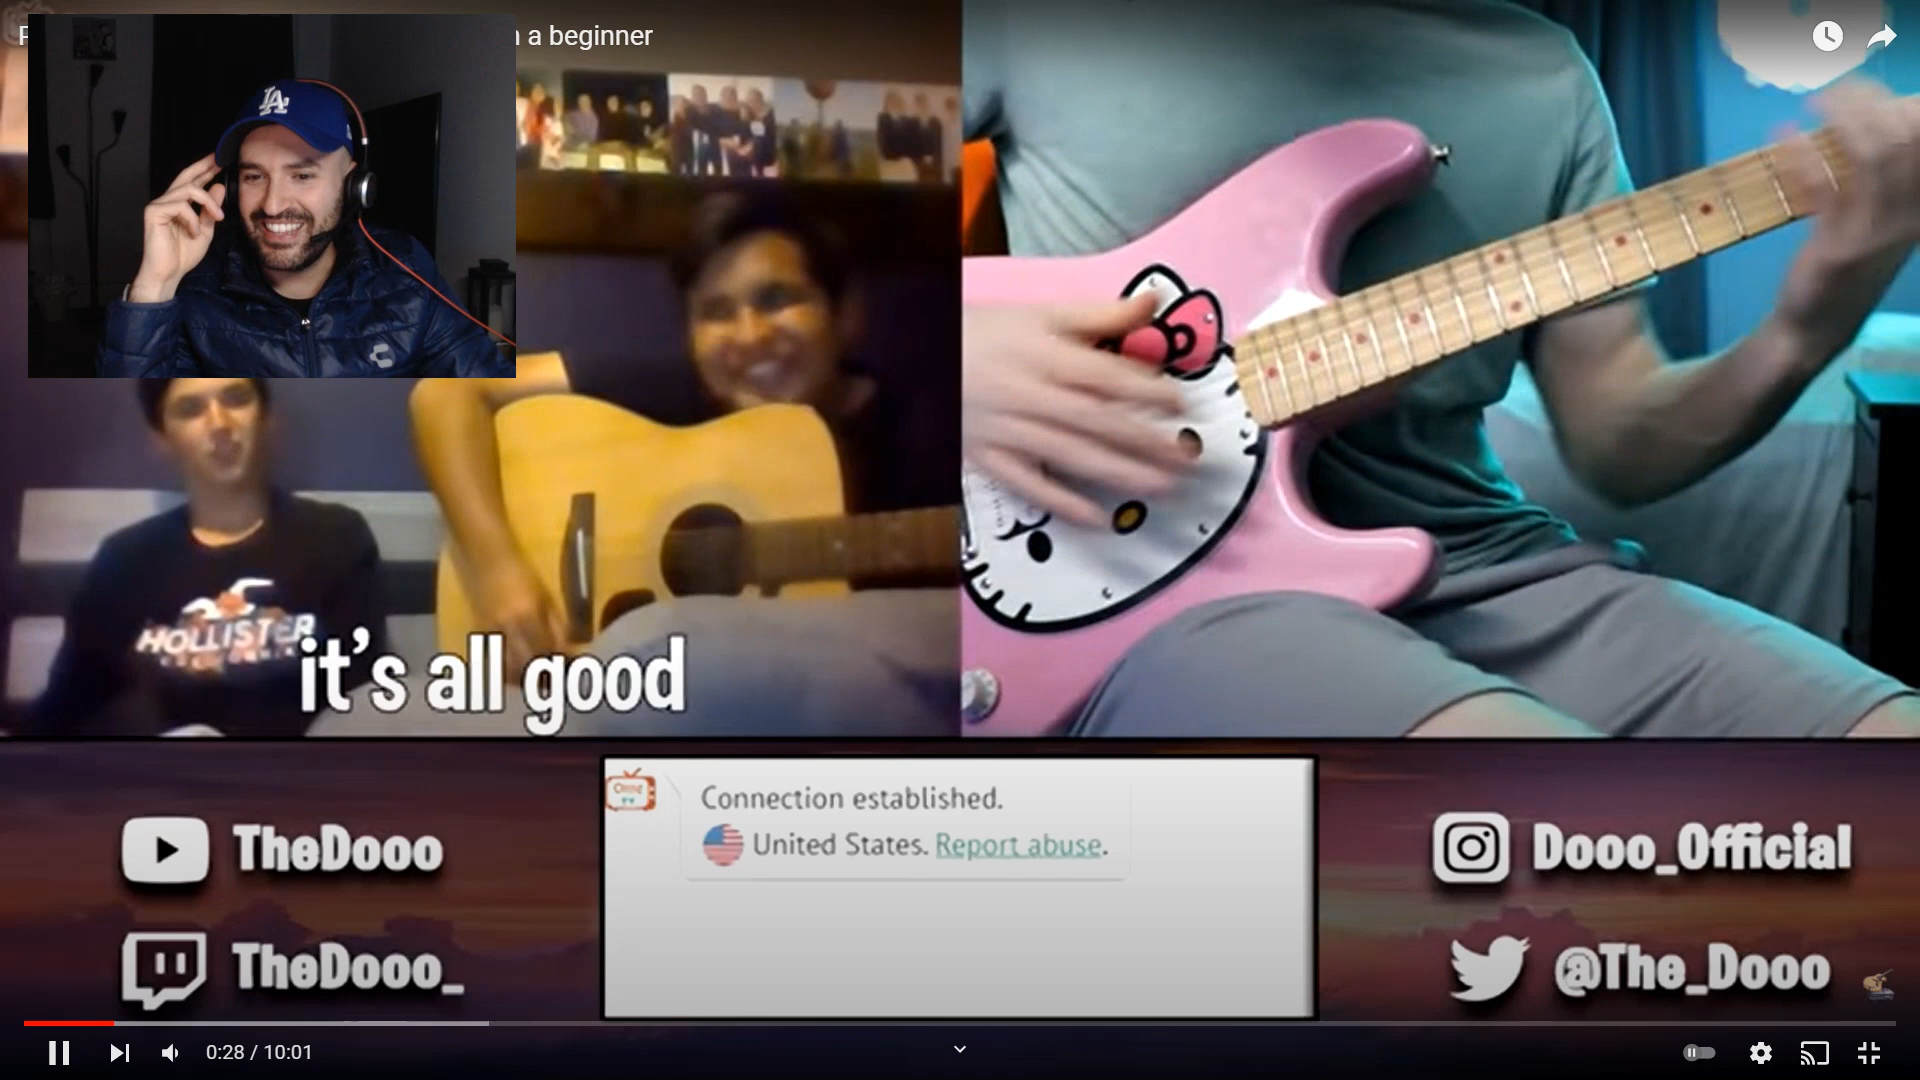 a beginner
LA
HOLLISTER
it's all good
Connection established.
United States. Report abuse.
TheDooo
TheDooo_
Dooo_Official
@The_Dooo
0:28 / 10:01